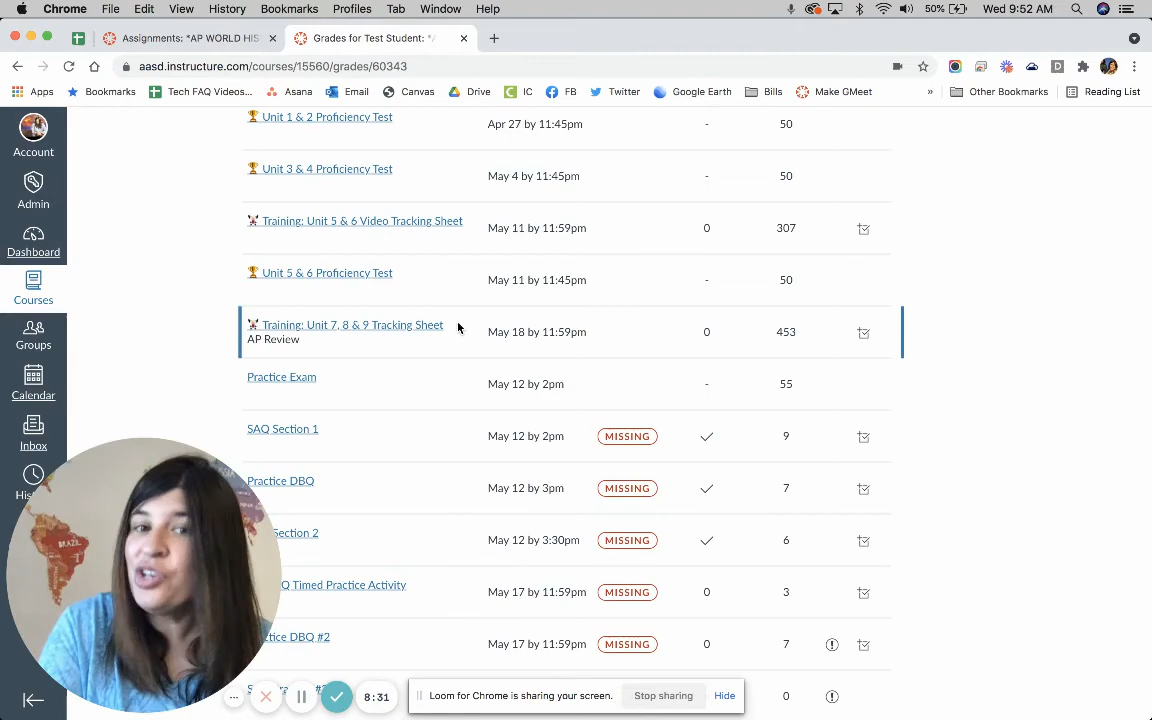 Chrome File Edit View History Bookmarks Profiles Tab Window Help 50% Wed 9:52 AM
Assignments: *AP WORLD HIS Grades for Test Student: *
aasd.instructure.com/courses/15560/grades/60343
Apps Bookmarks Tech FAQ Videos... Asana Email Canvas Drive IC FB Twitter Google Earth Bills Make GMeet » Other Bookmarks Reading List
Account
Admin
Dashboard
Courses
Groups
Calendar
Inbox
Unit 1 & 2 Proficiency Test Apr 27 by 11:45pm - 50
Unit 3 & 4 Proficiency Test May 4 by 11:45pm - 50
Training: Unit 5 & 6 Video Tracking Sheet May 11 by 11:59pm 0 307
Unit 5 & 6 Proficiency Test May 11 by 11:45pm - 50
Training: Unit 7, 8 & 9 Tracking Sheet May 18 by 11:59pm 0 453
AP Review
Practice Exam May 12 by 2pm - 55
SAQ Section 1 May 12 by 2pm MISSING 9
Practice DBQ May 12 by 3pm MISSING 7
Section 2 May 12 by 3:30pm MISSING 6
Q Timed Practice Activity May 17 by 11:59pm MISSING 0 3
ctice DBQ #2 May 17 by 11:59pm MISSING 0 7
0
BRAZIL
8:31
Loom for Chrome is sharing your screen. Stop sharing Hide